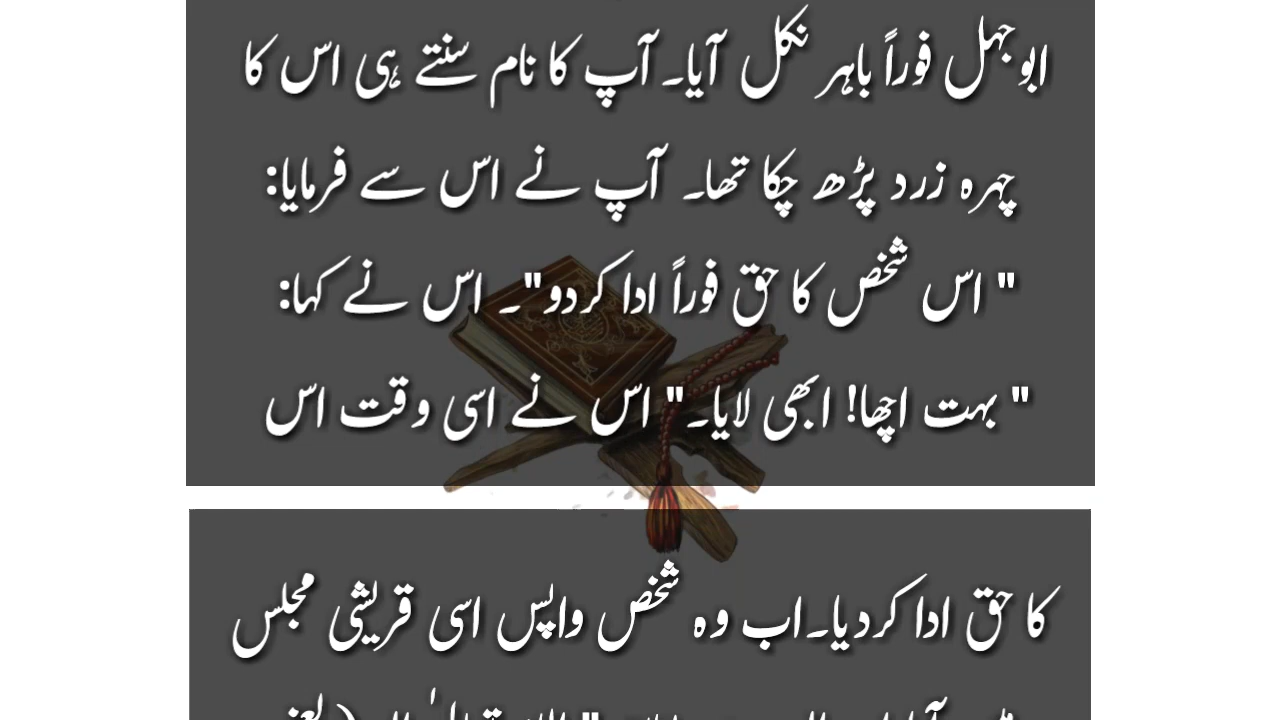 ابوجہل فوراً باہر نکل آیا۔ آپ کا نام سنتے ہی اس کا
چہرہ زرد پڑھ چکا تھا۔ آپ نے اس سے فرمایا:
" اس شخص کا حق فوراً ادا کردو"۔ اس نے کہا:
" بہت اچھا! ابھی لایا۔" اس نے اسی وقت اس
کا حق ادا کردیا۔اب وہ شخص واپس اسی قریشی مجلس